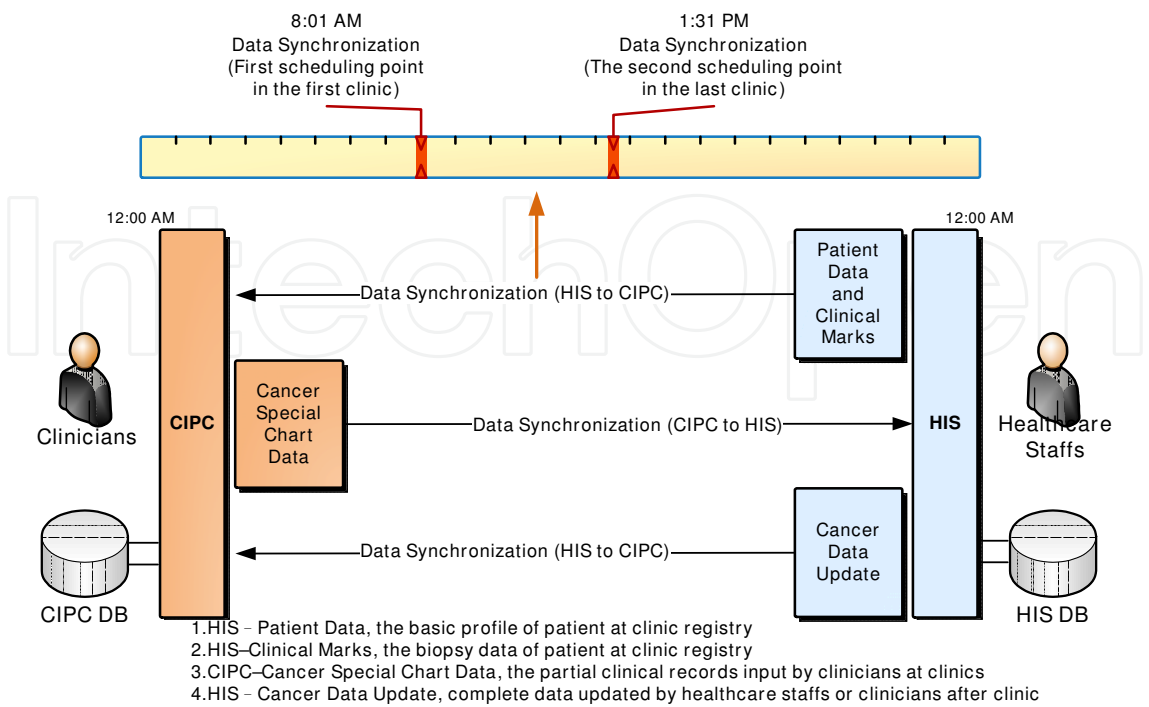 8:01 AM
Data Synchronization
(First scheduling point
in the first clinic)
1:31 PM
Data Synchronization
(The second scheduling point
in the last clinic)
IntechOpen
12:00 AM
12:00 AM
Patient
Data
and
Clinical
Marks
Data Synchronization (HIS to CIPC)
Clinicians
CIPC
Cancer
Special
Chart
Data
Data Synchronization (CIPC to HIS)
HIS
Healthcare
Staffs
Cancer
Data
Update
Data Synchronization (HIS to CIPC)
CIPC DB
HIS DB
1.HIS – Patient Data, the basic profile of patient at clinic registry
2.HIS–Clinical Marks, the biopsy data of patient at clinic registry
3.CIPC–Cancer Special Chart Data, the partial clinical records input by clinicians at clinics
4.HIS – Cancer Data Update, complete data updated by healthcare staffs or clinicians after clinic